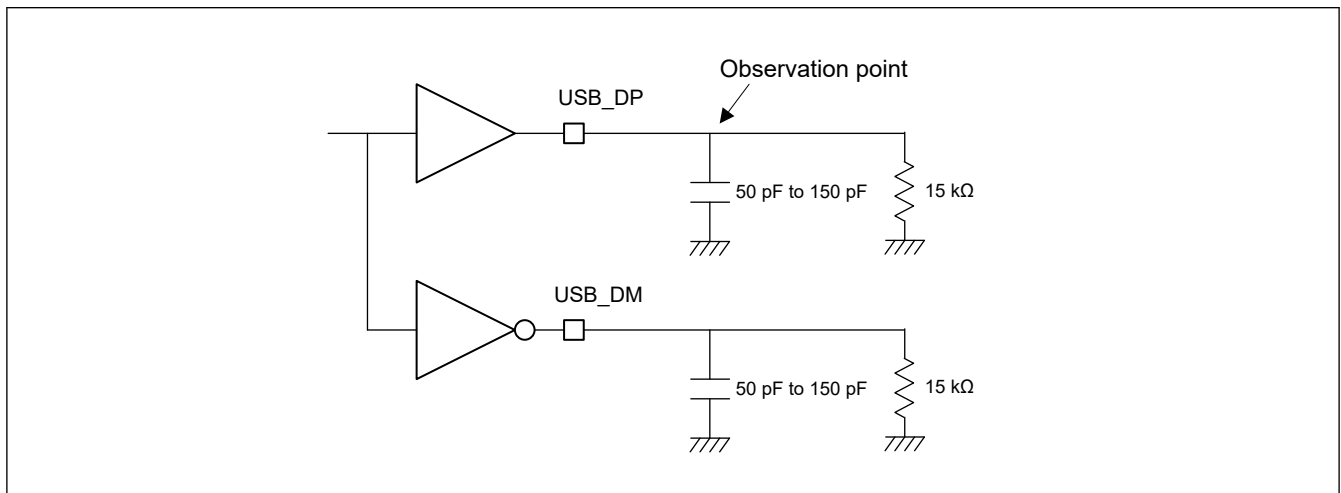 Observation point
USB_DP
50 pF to 150 pF
15 kΩ
USB_DM
50 pF to 150 pF
15 kΩ